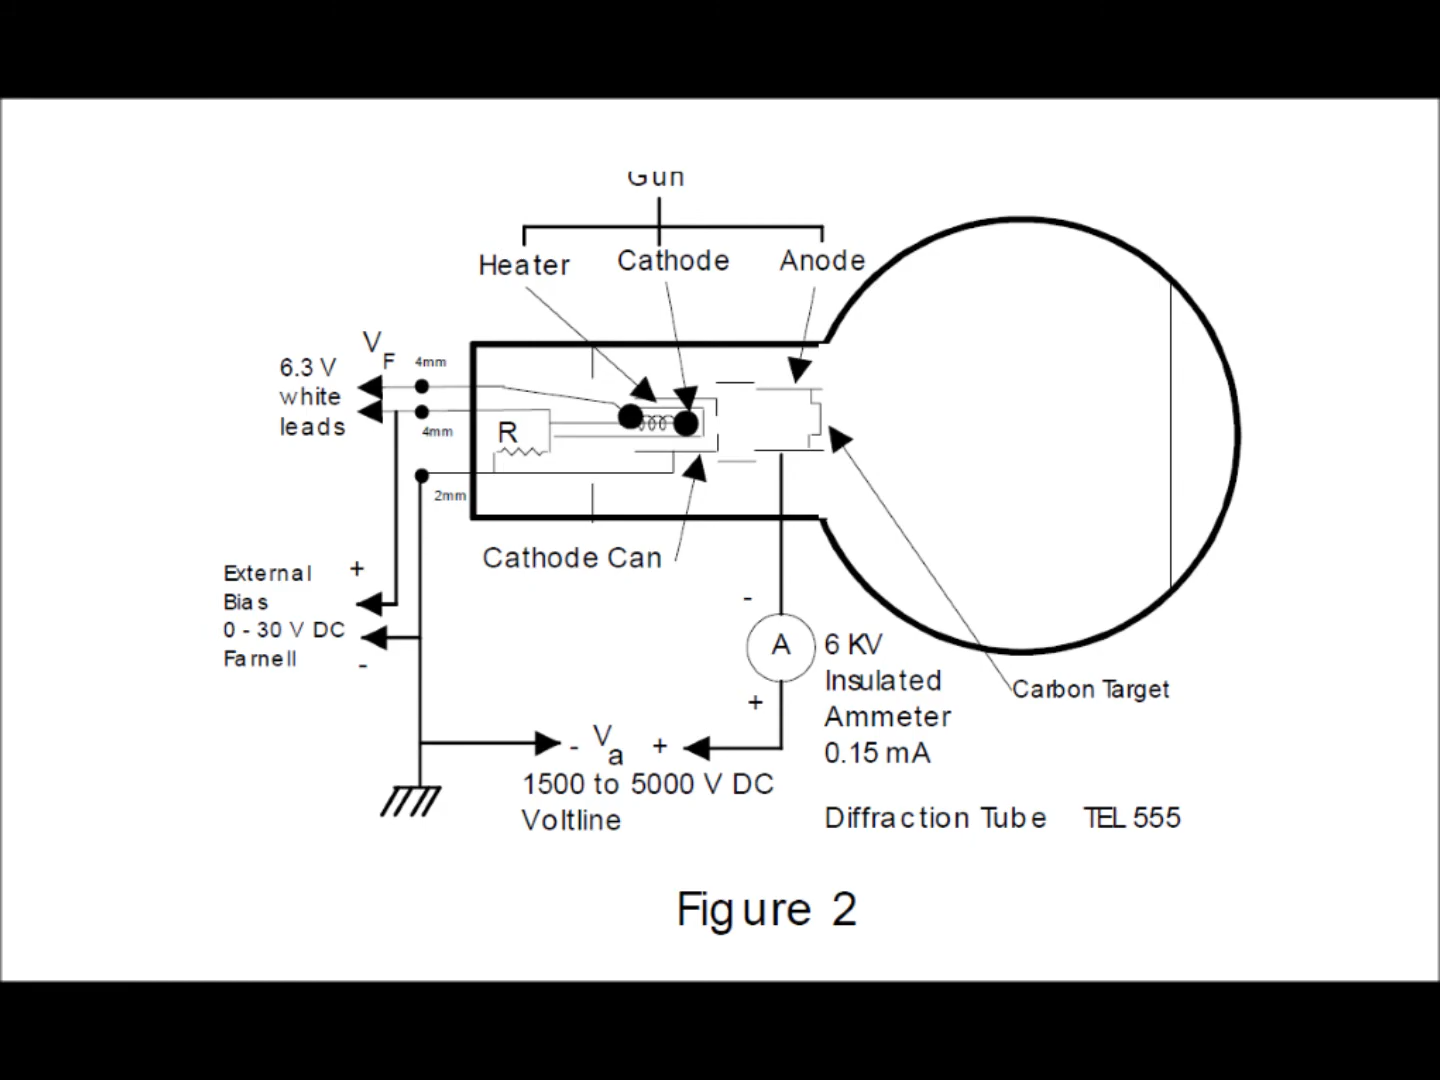 Gun
Heater
Cathode
Anode
V
F
4mm
6.3 V
white
leads
4mm
R
2mm
Cathode Can
External
Bias
0 - 30 V DC
Farnell
+
-
-
A
+
6 KV
Insulated
Ammeter
0.15 mA
Carbon Target
- V
a
+
1500 to 5000 V DC
Voltline
Diffraction Tube TEL 555
Figure 2